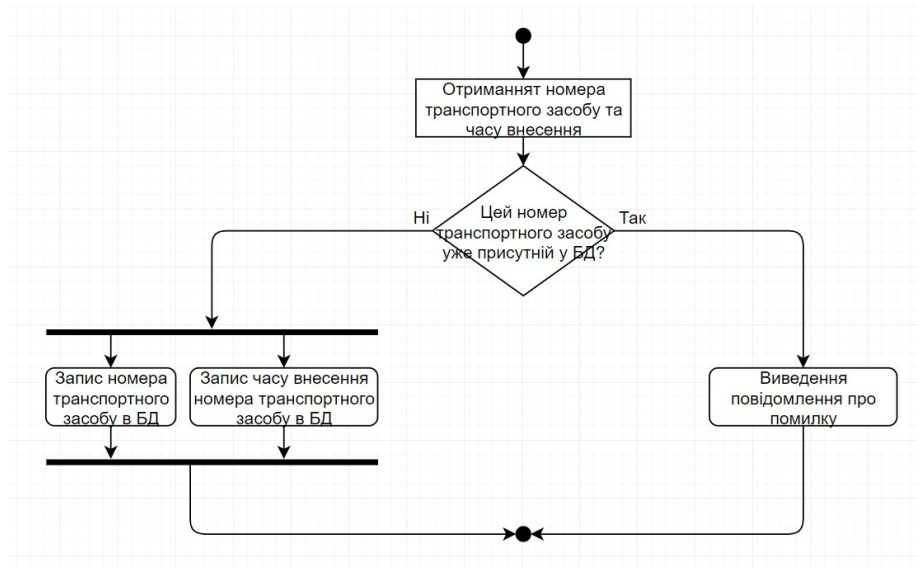 Отриманнят номера
транспортного засобу та
часу внесення
Ні
Цей номер
транспортного засобу
уже присутній у БД?
Так
Запис номера
транспортного
засобу в БД
Запис часу внесення
номера транспортного
засобу в БД
Виведення
повідомлення про
помилку